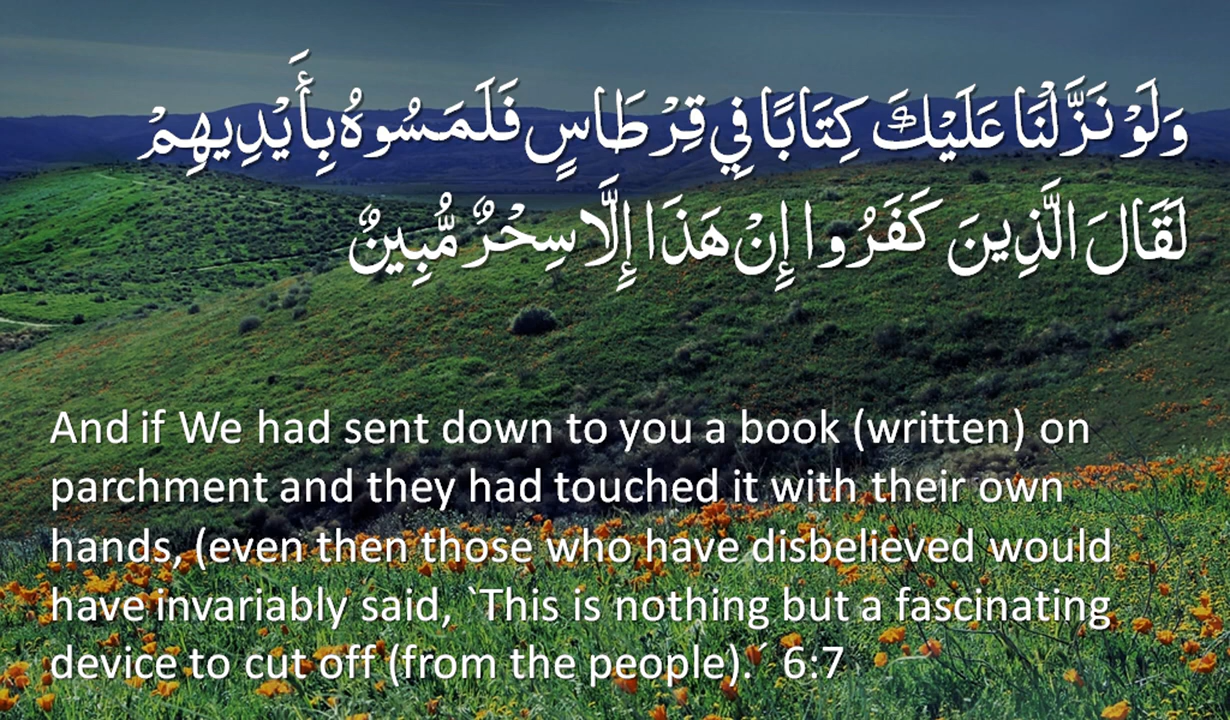 وَلَوْ نَزَّلْنَا عَلَيْكَ كِتَابًا فِي قِرْطَاسٍ فَلَمَسُوهُ بِأَيْدِيهِمْ
لَقَالَ الَّذِينَ كَفَرُوا إِنْ هَذَا إِلَّا سِحْرٌ مُّبِينٌ
And if We had sent down to you a book (written) on
parchment and they had touched it with their own
hands, (even then those who have disbelieved would
have invariably said, `This is nothing but a fascinating
device to cut off (from the people).´ 6:7